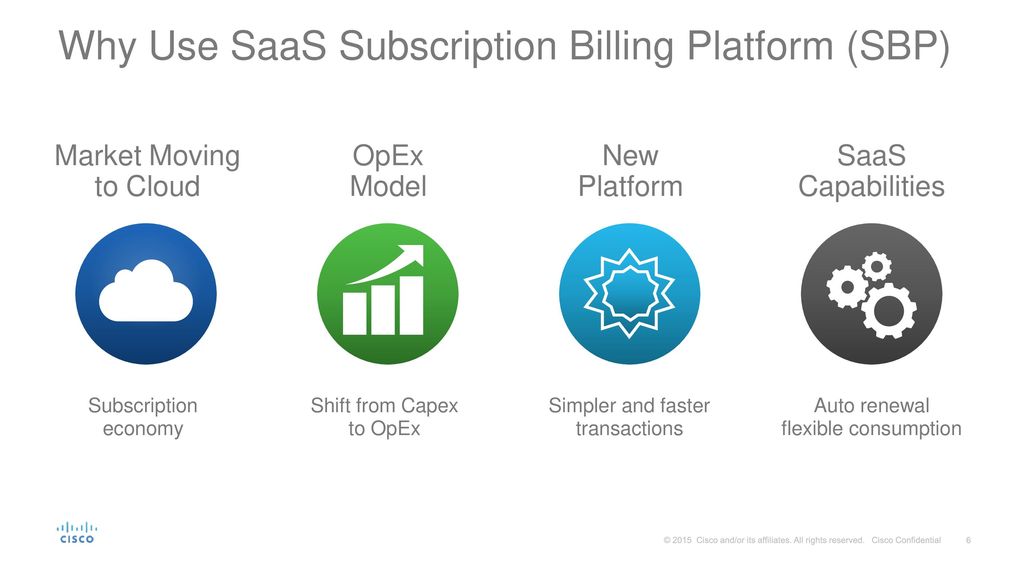 Why Use SaaS Subscription Billing Platform (SBP)
Market Moving
to Cloud
Subscription
economy
OpEx
Model
Shift from Capex
to OpEx
New
Platform
Simpler and faster
transactions
SaaS
Capabilities
Auto renewal
flexible consumption
CISCO
© 2015 Cisco and/or its affiliates. All rights reserved. Cisco Confidential 6